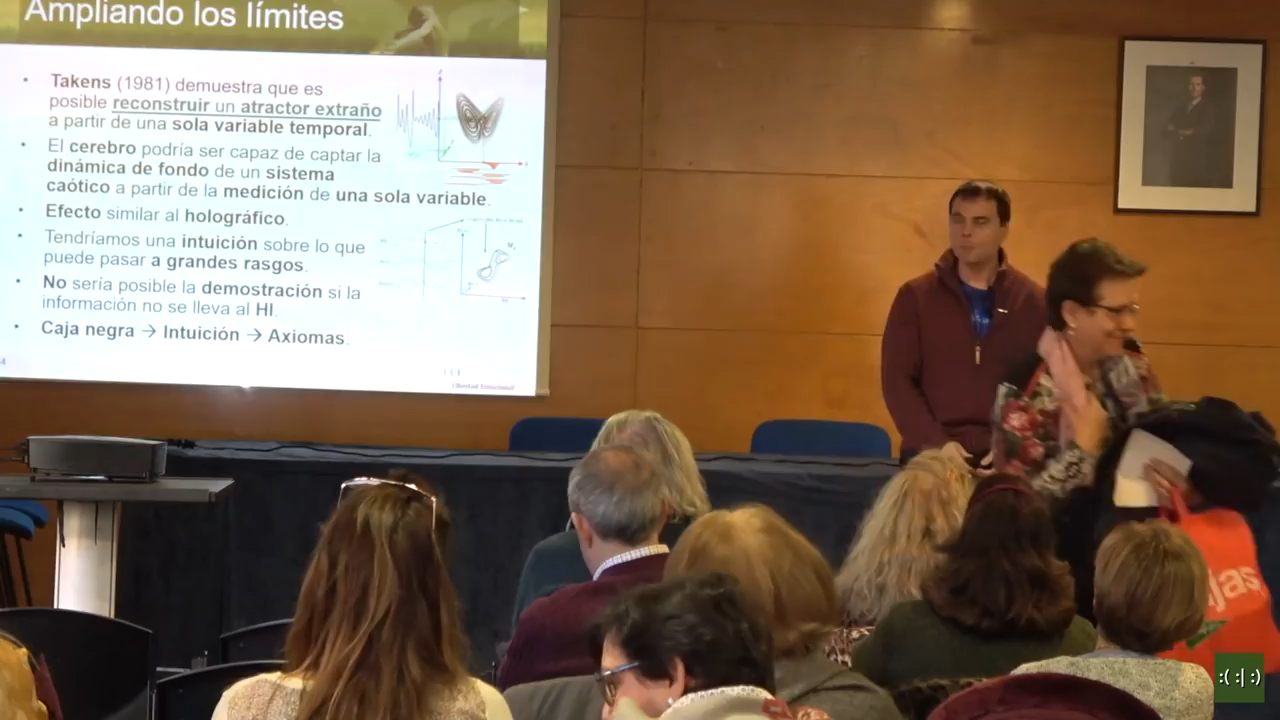 Ampliando los límites
• Takens (1981) demuestra que es
posible reconstruir un atractor extraño
a partir de una sola variable temporal.
• El cerebro podría ser capaz de captar la
dinámica de fondo de un sistema
caótico a partir de la medición de una sola variable.
• Efecto similar al holográfico.
• Tendríamos una intuición sobre lo que
puede pasar a grandes rasgos.
• No sería posible la demostración si la
información no se lleva al HI.
• Caja negra → Intuición → Axiomas.
Libertad Emocional
jas
:( :| :)